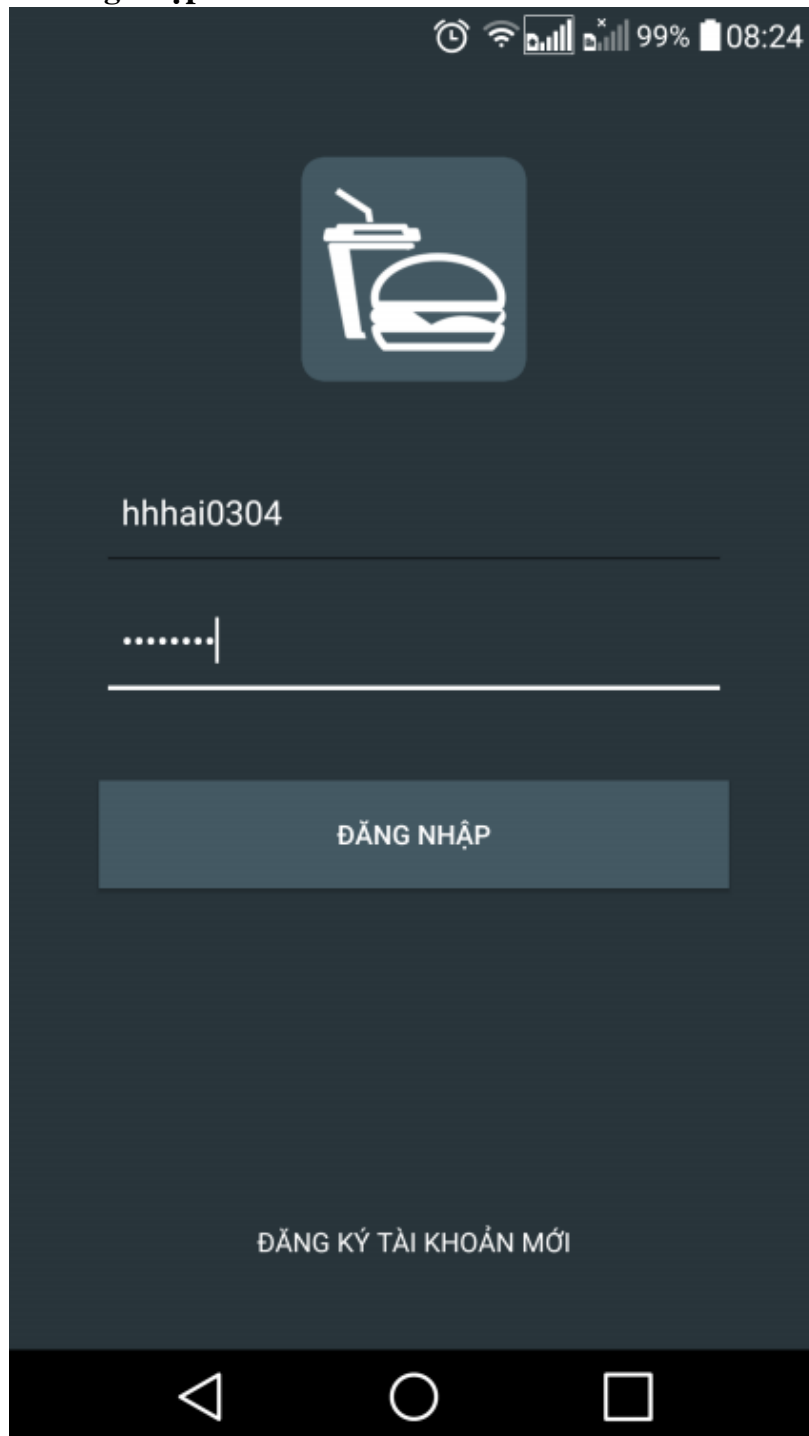 99% 08:24
hhhai0304
••••••••
ĐĂNG NHẬP
ĐĂNG KÝ TÀI KHOẢN MỚI